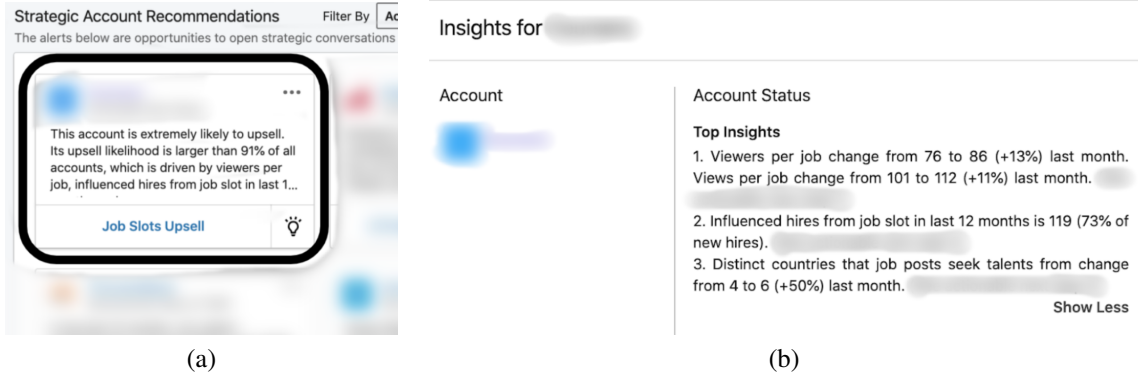 Strategic Account Recommendations
Filter By Ac
The alerts below are opportunities to open strategic conversations
This account is extremely likely to upsell.
Its upsell likelihood is larger than 91% of all
accounts, which is driven by viewers per
job, influenced hires from job slot in last 1...
Job Slots Upsell
(a)
Insights for
Account
Account Status
Top Insights
1. Viewers per job change from 76 to 86 (+13%) last month.
Views per job change from 101 to 112 (+11%) last month.
2. Influenced hires from job slot in last 12 months is 119 (73% of
new hires).
3. Distinct countries that job posts seek talents from change
from 4 to 6 (+50%) last month.
Show Less
(b)